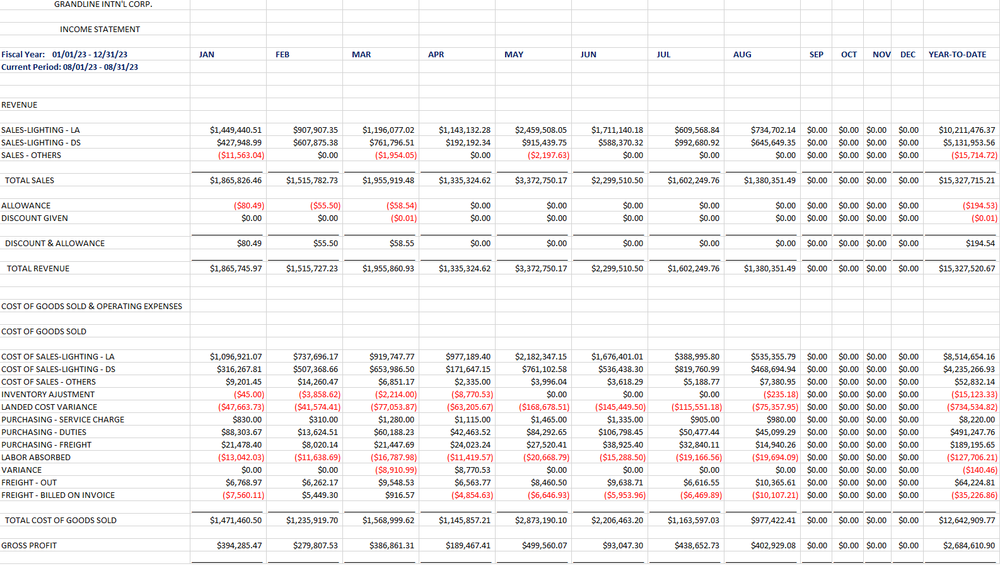 GRANDLINE INTN'L CORP.
INCOME STATEMENT
Fiscal Year: 01/01/23 - 12/31/23 JAN FEB MAR APR MAY JUN JUL AUG SEP OCT NOV DEC YEAR-TO-DATE
Current Period: 08/01/23 - 08/31/23
REVENUE
SALES-LIGHTING - LA $1,449,440.51 $907,907.35 $1,196,077.02 $1,143,132.28 $2,459,508.05 $1,711,140.18 $609,568.84 $734,702.14 $0.00 $0.00 $0.00 $0.00 $10,211,476.37
SALES-LIGHTING - DS $427,948.99 $607,875.38 $761,796.51 $192,192.34 $915,439.75 $588,370.32 $992,680.92 $645,649.35 $0.00 $0.00 $0.00 $0.00 $5,131,953.56
SALES - OTHERS ($11,563.04) $0.00 ($1,954.05) $0.00 ($2,197.63) $0.00 $0.00 $0.00 $0.00 $0.00 $0.00 $0.00 ($15,714.72)
TOTAL SALES $1,865,826.46 $1,515,782.73 $1,955,919.48 $1,335,324.62 $3,372,750.17 $2,299,510.50 $1,602,249.76 $1,380,351.49 $0.00 $0.00 $0.00 $0.00 $15,327,715.21
ALLOWANCE ($80.49) ($55.50) ($58.54) $0.00 $0.00 $0.00 $0.00 $0.00 $0.00 $0.00 $0.00 $0.00 ($194.53)
DISCOUNT GIVEN $0.00 $0.00 ($0.01) $0.00 $0.00 $0.00 $0.00 $0.00 $0.00 $0.00 $0.00 $0.00 ($0.01)
DISCOUNT & ALLOWANCE $80.49 $55.50 $58.55 $0.00 $0.00 $0.00 $0.00 $0.00 $0.00 $0.00 $0.00 $0.00 $194.54
TOTAL REVENUE $1,865,745.97 $1,515,727.23 $1,955,860.93 $1,335,324.62 $3,372,750.17 $2,299,510.50 $1,602,249.76 $1,380,351.49 $0.00 $0.00 $0.00 $0.00 $15,327,520.67
COST OF GOODS SOLD & OPERATING EXPENSES
COST OF GOODS SOLD
COST OF SALES-LIGHTING - LA $1,096,921.07 $737,696.17 $919,747.77 $977,189.40 $2,182,347.15 $1,676,401.01 $388,995.80 $535,355.79 $0.00 $0.00 $0.00 $0.00 $8,514,654.16
COST OF SALES-LIGHTING - DS $316,267.81 $507,368.66 $653,986.50 $171,647.15 $761,102.58 $536,438.30 $819,760.99 $468,694.94 $0.00 $0.00 $0.00 $0.00 $4,235,266.93
COST OF SALES - OTHERS $9,201.45 $14,260.47 $6,851.17 $2,335.00 $3,996.04 $3,618.29 $5,188.77 $7,380.95 $0.00 $0.00 $0.00 $0.00 $52,832.14
INVENTORY AJUSTMENT ($45.00) ($3,858.62) ($2,214.00) ($8,770.53) $0.00 $0.00 $0.00 ($235.18) $0.00 $0.00 $0.00 $0.00 ($15,123.33)
LANDED COST VARIANCE ($47,663.73) ($41,574.41) ($77,053.87) ($63,205.67) ($168,678.51) ($145,449.50) ($115,551.18) ($75,357.95) $0.00 $0.00 $0.00 $0.00 ($734,534.82)
PURCHASING - SERVICE CHARGE $830.00 $310.00 $1,280.00 $1,115.00 $1,465.00 $1,335.00 $905.00 $980.00 $0.00 $0.00 $0.00 $0.00 $8,220.00
PURCHASING - DUTIES $88,303.67 $13,624.51 $60,188.23 $42,463.52 $84,292.65 $106,798.45 $50,477.44 $45,099.29 $0.00 $0.00 $0.00 $0.00 $491,247.76
PURCHASING - FREIGHT $21,478.40 $8,020.14 $21,447.69 $24,023.24 $27,520.41 $38,925.40 $32,840.11 $14,940.26 $0.00 $0.00 $0.00 $0.00 $189,195.65
LABOR ABSORBED ($13,042.03) ($11,638.69) ($16,787.98) ($11,419.57) ($20,668.79) ($15,288.50) ($19,166.56) ($19,694.09) $0.00 $0.00 $0.00 $0.00 ($127,706.21)
VARIANCE $0.00 $0.00 ($8,910.99) $8,770.53 $0.00 $0.00 $0.00 $0.00 $0.00 $0.00 $0.00 $0.00 ($140.46)
FREIGHT - OUT $6,768.97 $6,262.17 $9,548.53 $6,563.77 $8,460.50 $9,638.71 $6,616.55 $10,365.61 $0.00 $0.00 $0.00 $0.00 $64,224.81
FREIGHT - BILLED ON INVOICE ($7,560.11) $5,449.30 $916.57 ($4,854.63) ($6,646.93) ($5,953.96) ($6,469.89) ($10,107.21) $0.00 $0.00 $0.00 $0.00 ($35,226.86)
TOTAL COST OF GOODS SOLD $1,471,460.50 $1,235,919.70 $1,568,999.62 $1,145,857.21 $2,873,190.10 $2,206,463.20 $1,163,597.03 $977,422.41 $0.00 $0.00 $0.00 $0.00 $12,642,909.77
GROSS PROFIT $394,285.47 $279,807.53 $386,861.31 $189,467.41 $499,560.07 $93,047.30 $438,652.73 $402,929.08 $0.00 $0.00 $0.00 $0.00 $2,684,610.90